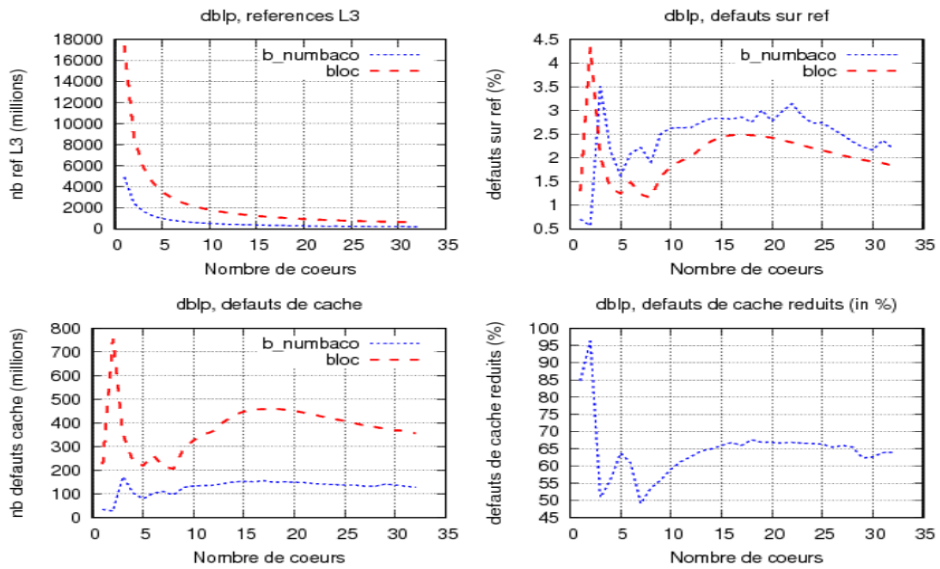 dblp, references L3
nb ref L3 (millions)
18000
16000
14000
12000
10000
8000
6000
4000
2000
0
b_numbaco
bloc
0 5 10 15 20 25 30 35
Nombre de coeurs
dblp, defauts sur ref
defauts sur ref (%)
4.5
4
3.5
3
2.5
2
1.5
1
0.5
b_numbaco
bloc
0 5 10 15 20 25 30 35
Nombre de coeurs
dblp, defauts de cache
nb defauts cache (millions)
800
700
600
500
400
300
200
100
0
b_numbaco
bloc
0 5 10 15 20 25 30 35
Nombre de coeurs
dblp, defauts de cache reduits (in %)
defauts de cache reduits (%)
100
95
90
85
80
75
70
65
60
55
50
45
0 5 10 15 20 25 30 35
Nombre de coeurs